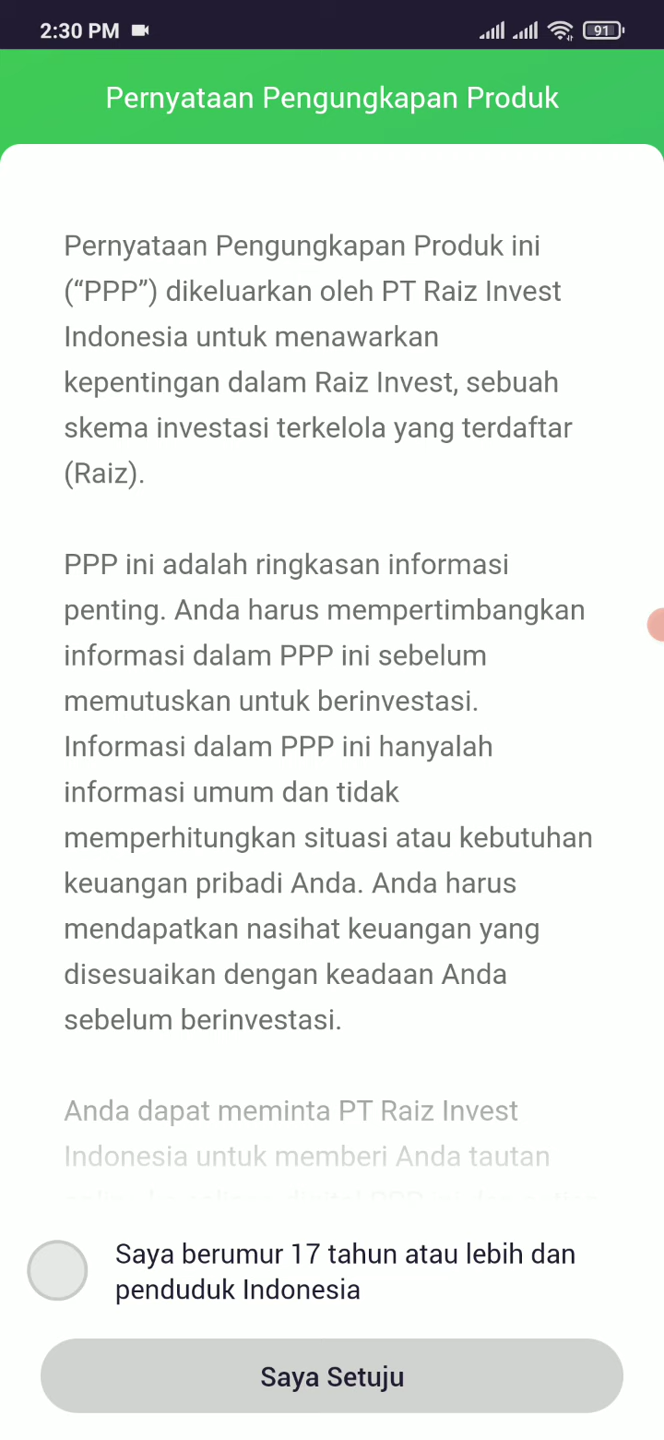 2:30 PM
91
Pernyataan Pengungkapan Produk
Pernyataan Pengungkapan Produk ini
(“PPP”) dikeluarkan oleh PT Raiz Invest
Indonesia untuk menawarkan
kepentingan dalam Raiz Invest, sebuah
skema investasi terkelola yang terdaftar
(Raiz).
PPP ini adalah ringkasan informasi
penting. Anda harus mempertimbangkan
informasi dalam PPP ini sebelum
memutuskan untuk berinvestasi.
Informasi dalam PPP ini hanyalah
informasi umum dan tidak
memperhitungkan situasi atau kebutuhan
keuangan pribadi Anda. Anda harus
mendapatkan nasihat keuangan yang
disesuaikan dengan keadaan Anda
sebelum berinvestasi.
Anda dapat meminta PT Raiz Invest
Indonesia untuk memberi Anda tautan
Saya berumur 17 tahun atau lebih dan
penduduk Indonesia
Saya Setuju